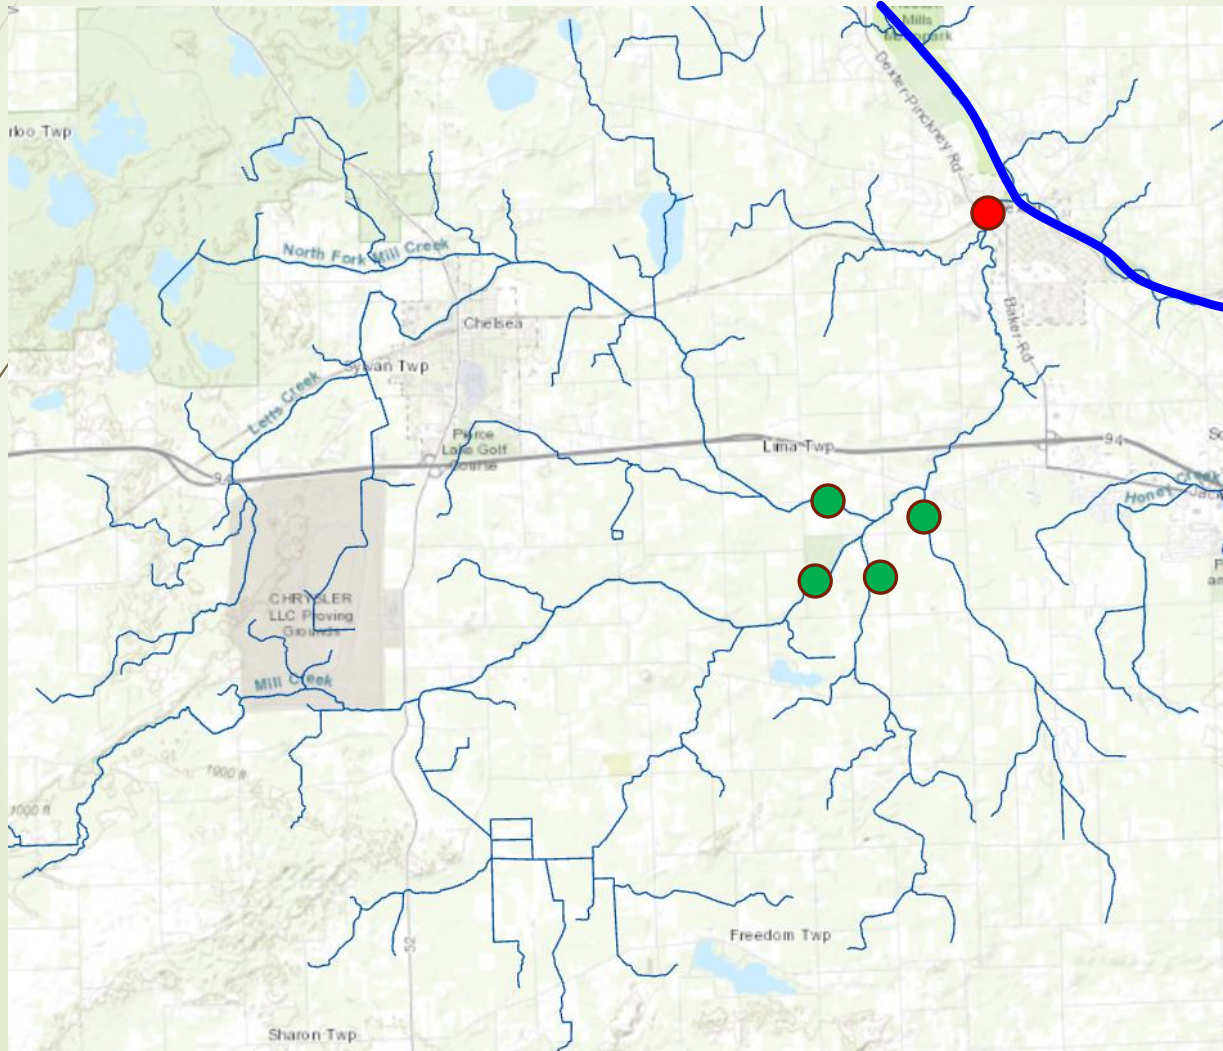 Mills
Dexter-Pinckney Rd
Twp
North Fork Mill Creek
Chelsea
Baker Rd
Sylvan Twp
Letts Creek
Pierce
Lake Golf
Course
Lima Twp
94
94
Honey Creek
CHRYSLER
LLC Proving
Grounds
Mill Creek
1000 ft
1000 ft
52
Freedom Twp
Sharon Twp